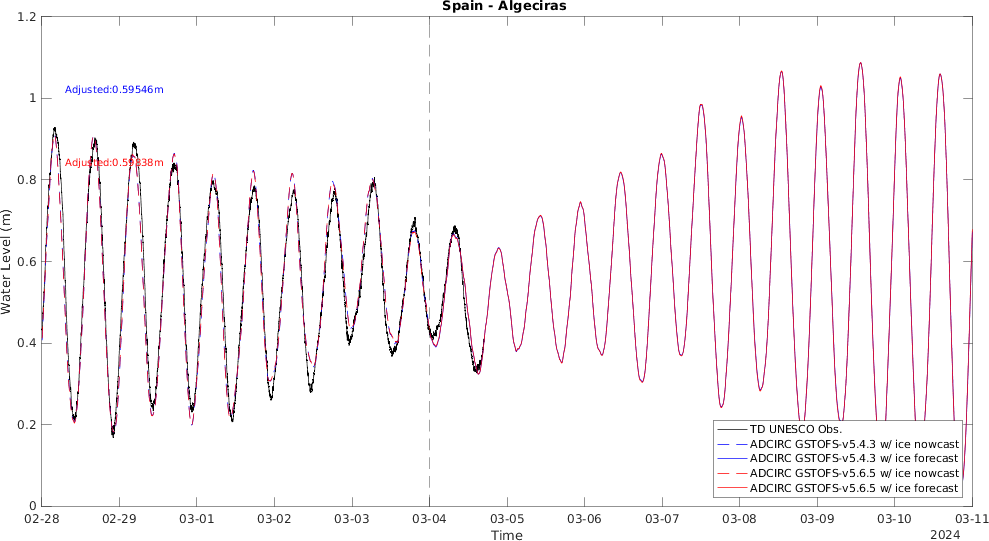 Spain - Algeciras
1.2
1
0.8
0.6
0.4
0.2
0
Water Level (m)
Adjusted:0.59546m
Adjusted:0.59838m
TD UNESCO Obs.
ADCIRC GSTOFS-v5.4.3 w/ ice nowcast
ADCIRC GSTOFS-v5.4.3 w/ ice forecast
ADCIRC GSTOFS-v5.6.5 w/ ice nowcast
ADCIRC GSTOFS-v5.6.5 w/ ice forecast
02-28 02-29 03-01 03-02 03-03 03-04 03-05 03-06 03-07 03-08 03-09 03-10 03-11
Time
2024